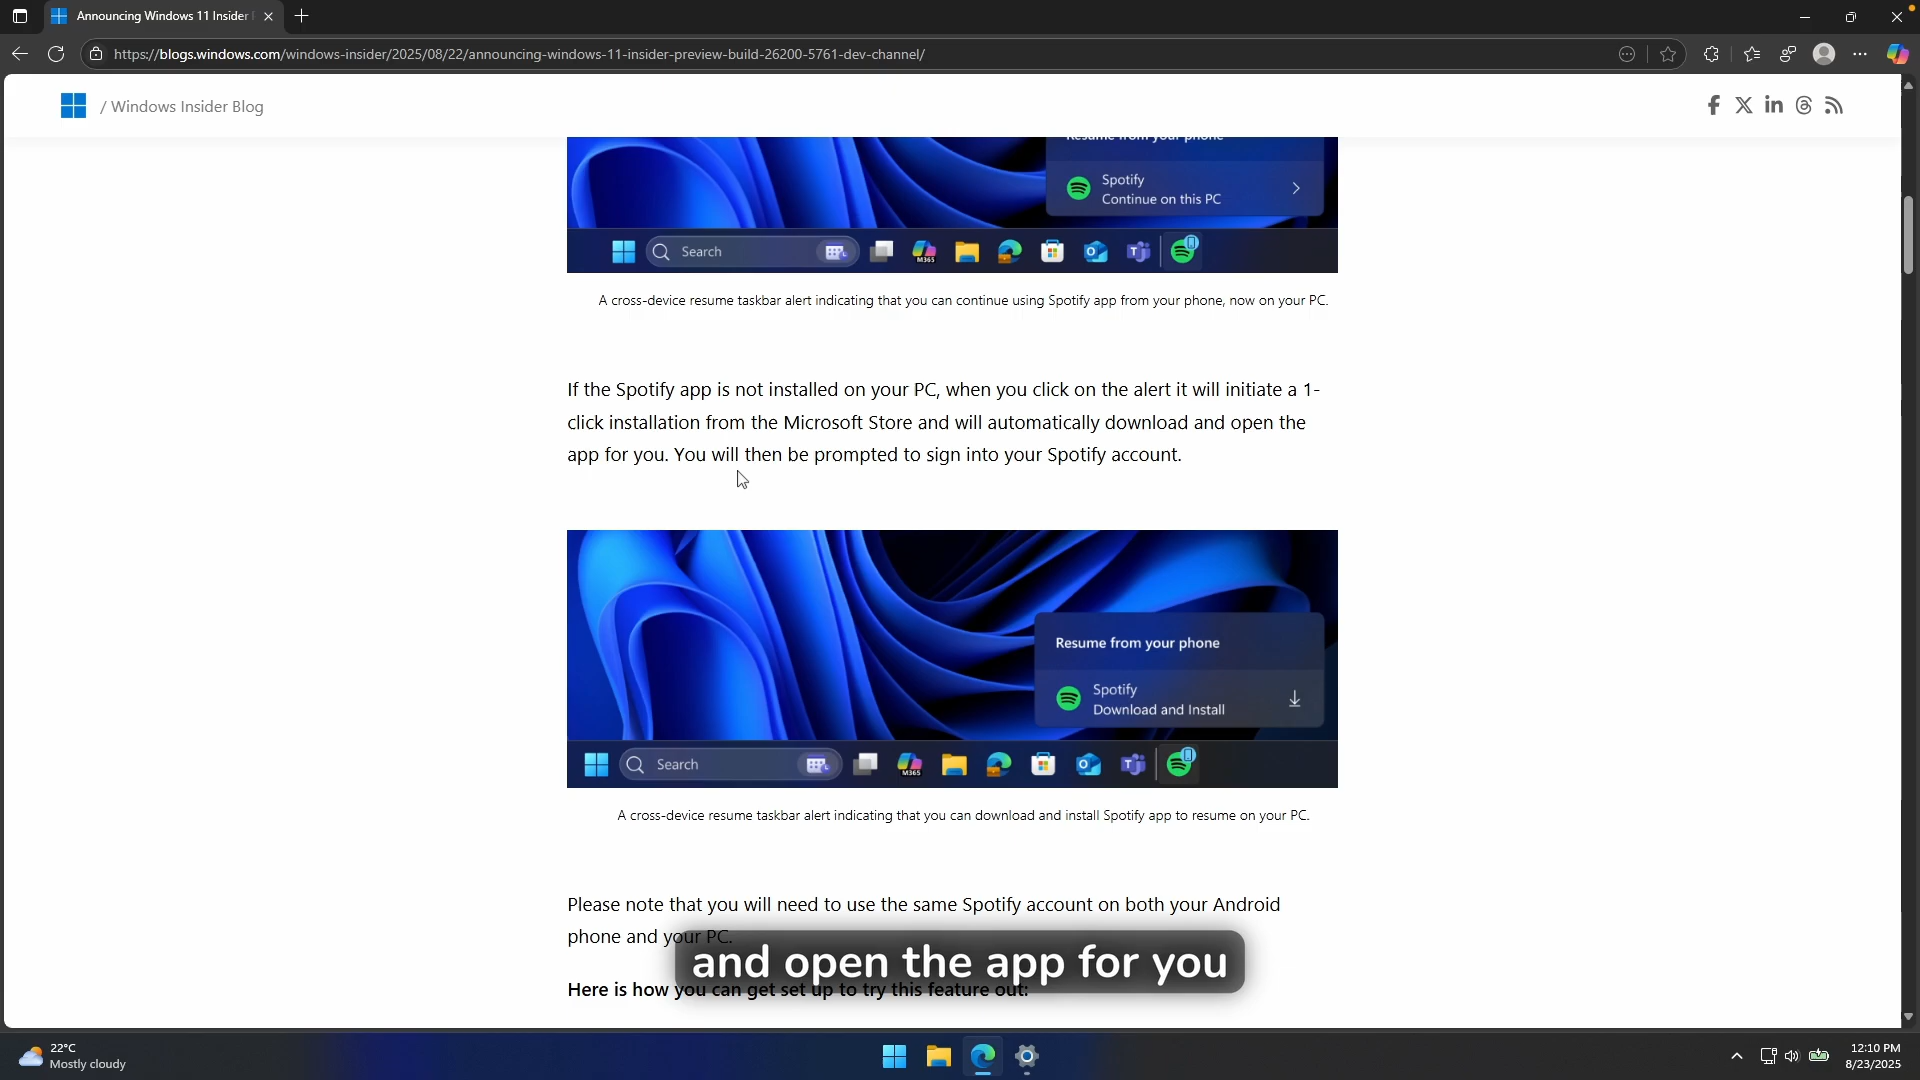 Announcing Windows 11 Insider
https://blogs.windows.com/windows-insider/2025/08/22/announcing-windows-11-insider-preview-build-26200-5761-dev-channel/
/ Windows Insider Blog
Resume from your phone
Spotify
Continue on this PC
Search
M365
A cross-device resume taskbar alert indicating that you can continue using Spotify app from your phone, now on your PC.
If the Spotify app is not installed on your PC, when you click on the alert it will initiate a 1-
click installation from the Microsoft Store and will automatically download and open the
app for you. You will then be prompted to sign into your Spotify account.
Resume from your phone
Spotify
Download and Install
Search
M365
A cross-device resume taskbar alert indicating that you can download and install Spotify app to resume on your PC.
Please note that you will need to use the same Spotify account on both your Android
phone and your PC.
and open the app for you
Here is how you can get set up to try this feature out:
22°C
Mostly cloudy
12:10 PM
8/23/2025